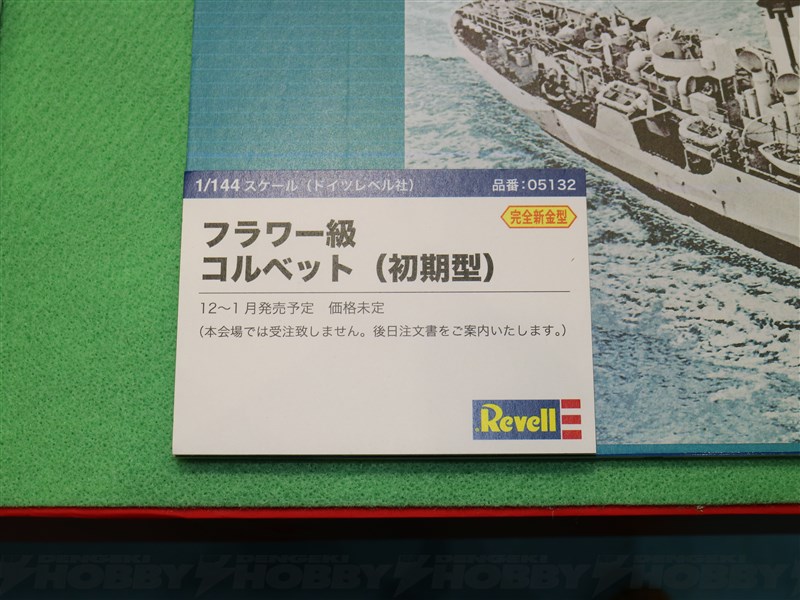 1/144 スケール（ドイツレベル社） 品番：05132
完全新金型
フラワー級
コルベット（初期型）
12〜1月発売予定　価格未定
（本会場では受注致しません。後日注文書をご案内いたします。）
Revell
DENGEKI HOBBY DENGEKI HOBBY DENGEKI HOBBY DENGEKI HOBBY